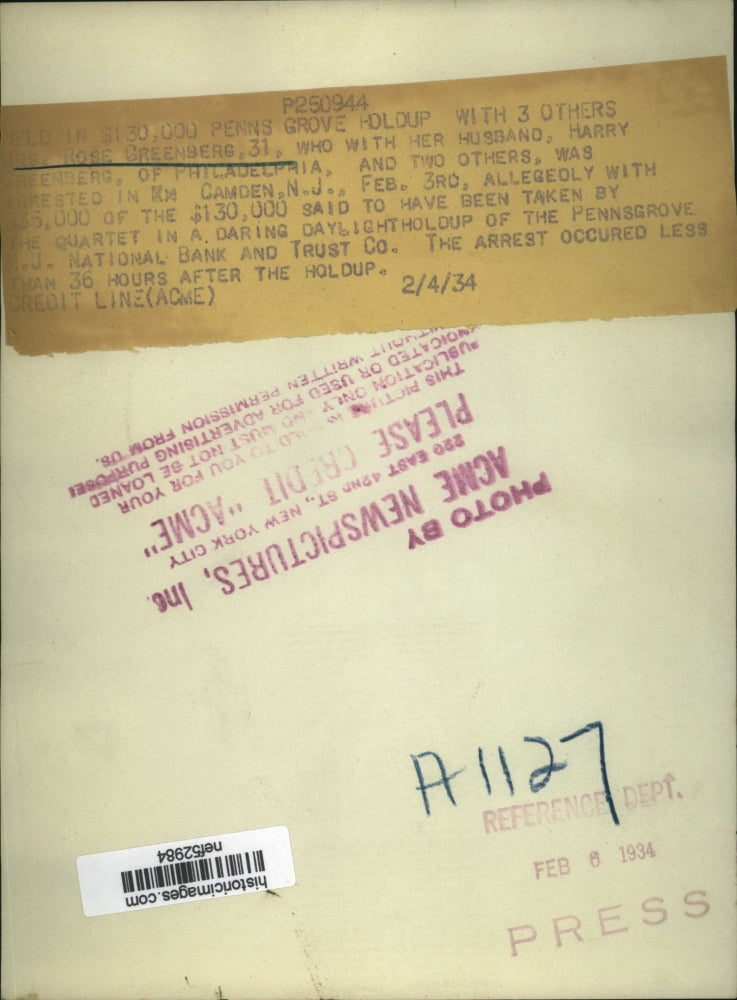 P250944
HELD IN $130,000 PENNS GROVE HOLDUP WITH 3 OTHERS
MRS. ROSE GREENBERG,31, WHO WITH HER HUSBAND, HARRY
GREENBERG, OF PHILADELPHIA, AND TWO OTHERS, WAS
ARRESTED IN CAMDEN,N.J., FEB. 3RD, ALLEGEDLY WITH
$35,000 OF THE $130,000 SAID TO HAVE BEEN TAKEN BY
THE QUARTET IN A DARING DAYLIGHTHOLDUP OF THE PENNSGROVE
N.J. NATIONAL BANK AND TRUST CO. THE ARREST OCCURED LESS
THAN 36 HOURS AFTER THE HOLDUP.
CREDIT LINE(ACME) 2/4/34
PHOTO BY
ACME NEWSPICTURES, Inc.
220 EAST 42ND ST., NEW YORK CITY
PLEASE CREDIT "ACME"
THIS PICTURE IS LOANED TO YOU FOR YOUR
PUBLICATION ONLY AND MUST NOT BE LOANED
SYNDICATED OR USED FOR ADVERTISING PURPOSES
WITHOUT WRITTEN PERMISSION FROM US.
A1127
REFERENCE DEPT.
FEB 6 1934
PRESS
historicimages.com
nef52984